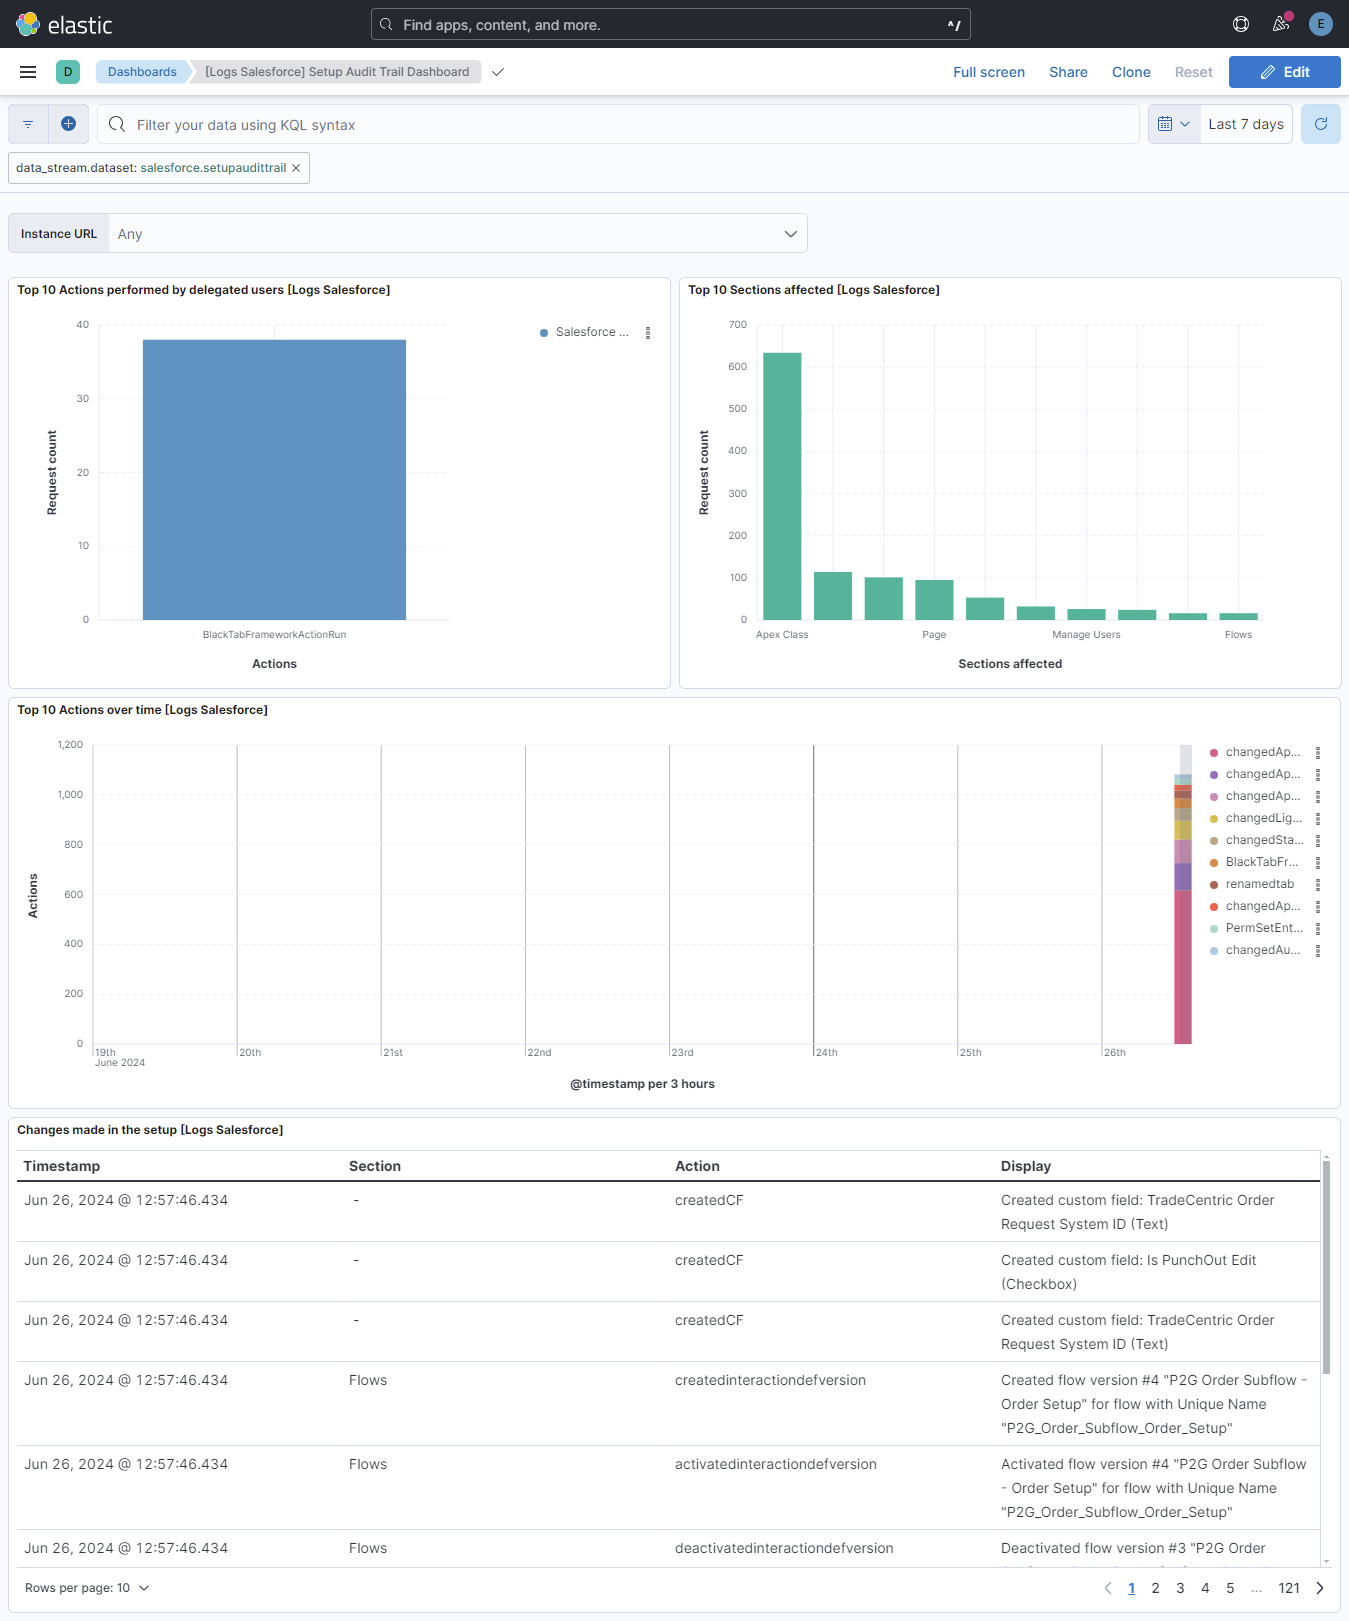 elastic
Find apps, content, and more.
^/
E
D
Dashboards
[Logs Salesforce] Setup Audit Trail Dashboard
Full screen
Share
Clone
Reset
Edit
Filter your data using KQL syntax
Last 7 days
data_stream.dataset: salesforce.setupaudittrail
Instance URL
Any
Top 10 Actions performed by delegated users [Logs Salesforce]
40
30
20
10
0
Request count
BlackTabFrameworkActionRun
Actions
Salesforce ...
Top 10 Sections affected [Logs Salesforce]
700
600
500
400
300
200
100
0
Request count
Apex Class
Page
Manage Users
Flows
Sections affected
Top 10 Actions over time [Logs Salesforce]
1,200
1,000
800
600
400
200
0
Actions
19th
June 2024
20th
21st
22nd
23rd
24th
25th
26th
@timestamp per 3 hours
changedAp...
changedAp...
changedAp...
changedLig...
changedSta...
BlackTabFr...
renamedtab
changedAp...
PermSetEnt...
changedAu...
Changes made in the setup [Logs Salesforce]
Timestamp Section Action Display
Jun 26, 2024 @ 12:57:46.434 - createdCF Created custom field: TradeCentric Order
Request System ID (Text)
Jun 26, 2024 @ 12:57:46.434 - createdCF Created custom field: Is PunchOut Edit
(Checkbox)
Jun 26, 2024 @ 12:57:46.434 - createdCF Created custom field: TradeCentric Order
Request System ID (Text)
Jun 26, 2024 @ 12:57:46.434 Flows createdinteractiondefversion Created flow version #4 "P2G Order Subflow -
Order Setup" for flow with Unique Name
"P2G_Order_Subflow_Order_Setup"
Jun 26, 2024 @ 12:57:46.434 Flows activatedinteractiondefversion Activated flow version #4 "P2G Order Subflow
- Order Setup" for flow with Unique Name
"P2G_Order_Subflow_Order_Setup"
Jun 26, 2024 @ 12:57:46.434 Flows deactivatedinteractiondefversion Deactivated flow version #3 "P2G Order
Rows per page: 10
1 2 3 4 5 ... 121